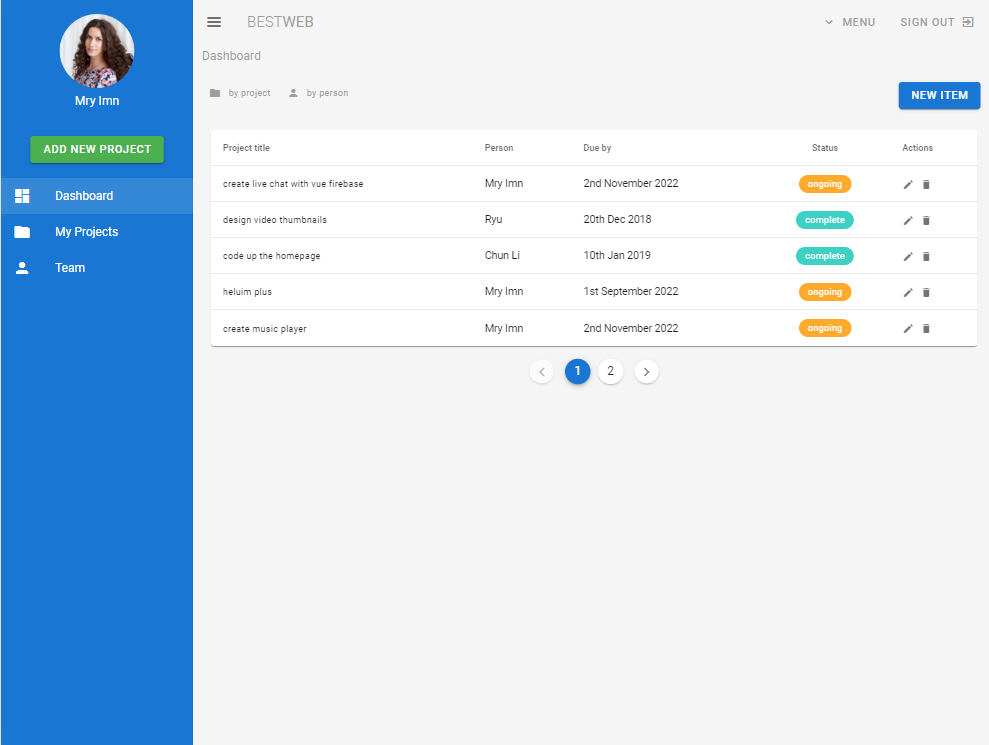 Mry Imn
ADD NEW PROJECT
Dashboard
My Projects
Team
BESTWEB
MENU
SIGN OUT
Dashboard
by project by person
NEW ITEM
Project title Person Due by Status Actions
create live chat with vue firebase Mry Imn 2nd November 2022 ongoing
design video thumbnails Ryu 20th Dec 2018 complete
code up the homepage Chun Li 10th Jan 2019 complete
heluim plus Mry Imn 1st September 2022 ongoing
create music player Mry Imn 2nd November 2022 ongoing
1 2